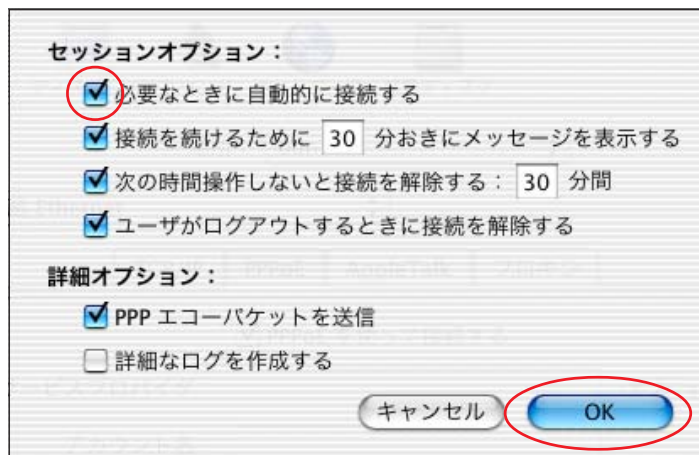 セッションオプション：
必要なときに自動的に接続する
接続を続けるために 30 分おきにメッセージを表示する
次の時間操作しないと接続を解除する： 30 分間
ユーザがログアウトするときに接続を解除する
詳細オプション：
PPP エコーパケットを送信
詳細なログを作成する
キャンセル OK